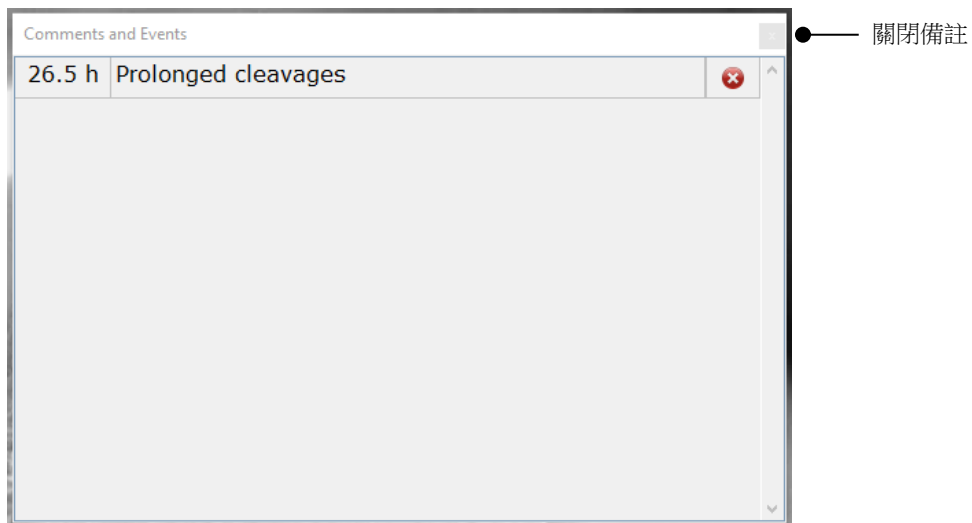 Comments and Events
關閉備註
26.5 h Prolonged cleavages